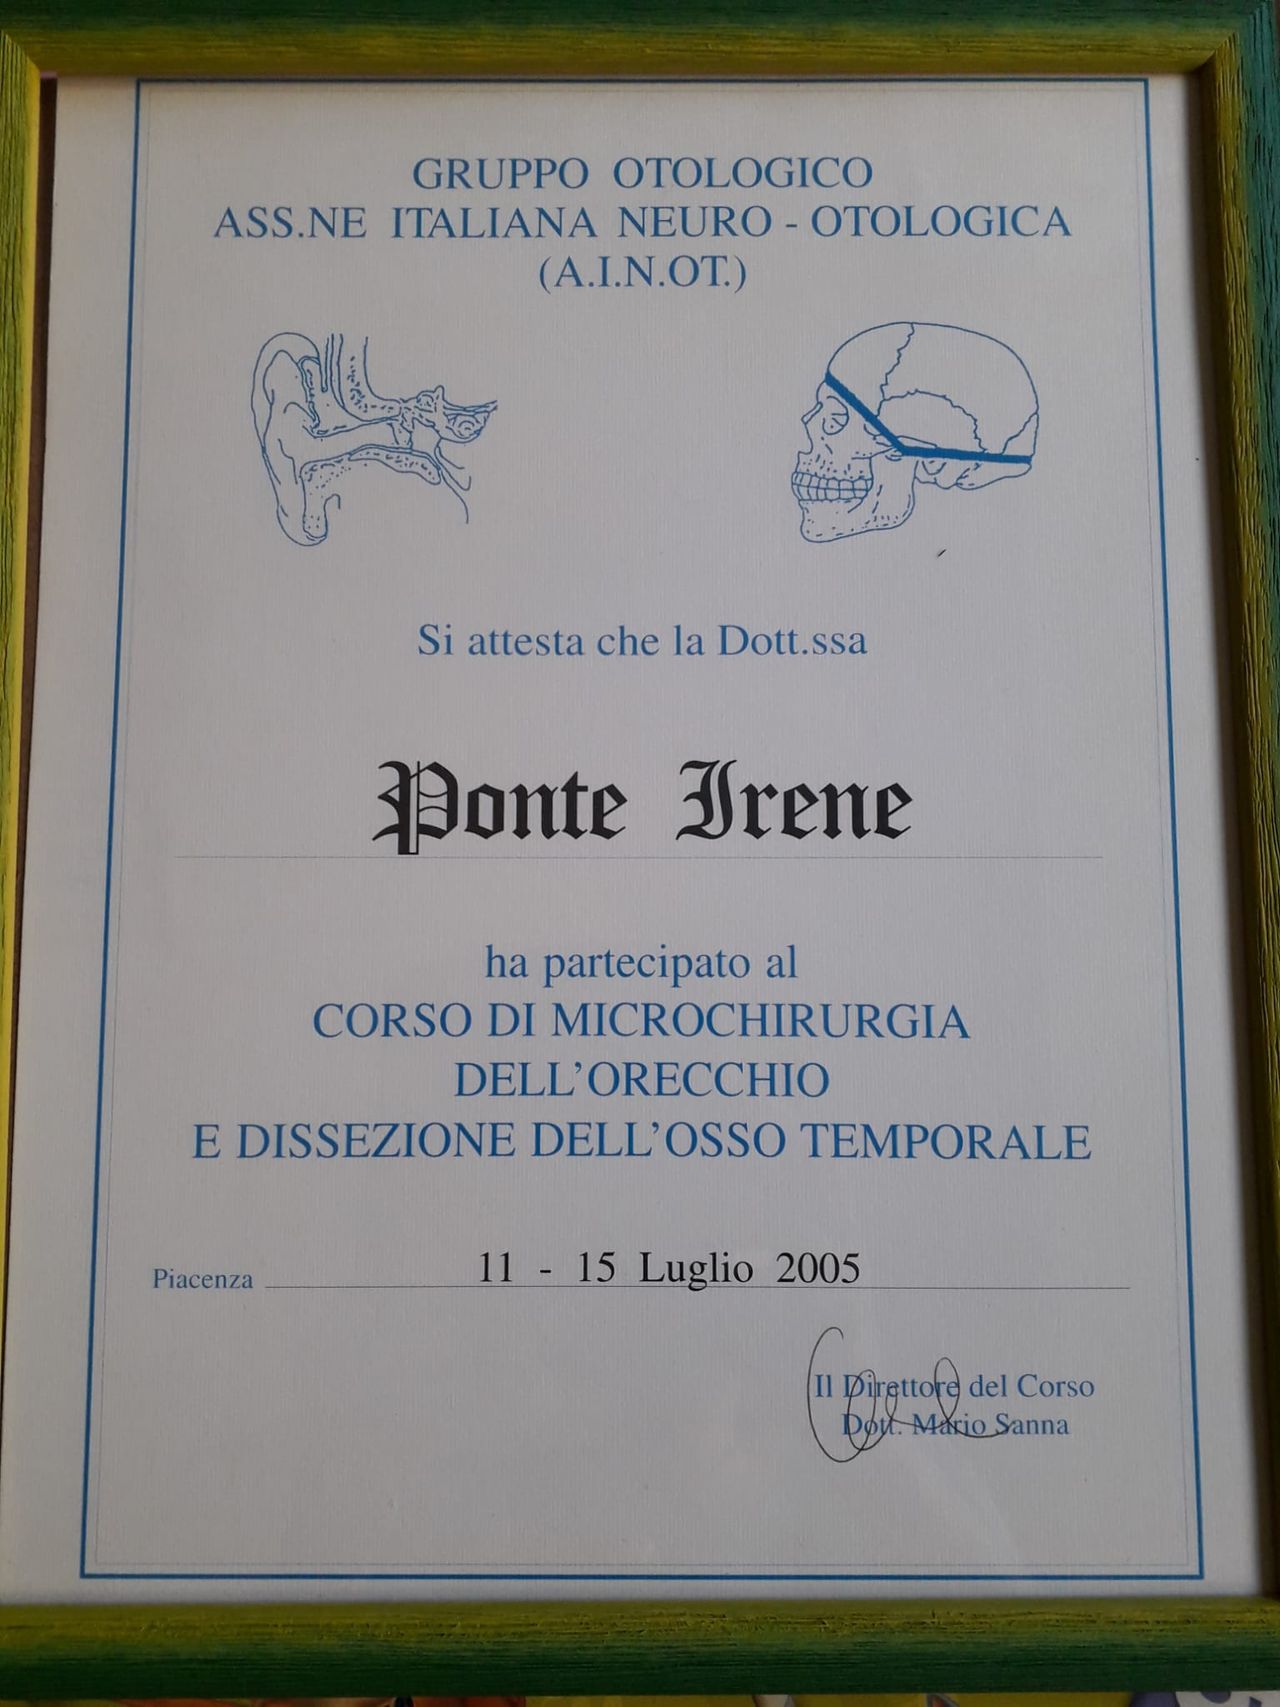 GRUPPO OTOLOGICO
ASS.NE ITALIANA NEURO - OTOLOGICA
(A.I.N.OT.)
Si attesta che la Dott.ssa
Ponte Irene
ha partecipato al
CORSO DI MICROCHIRURGIA
DELL'ORECCHIO
E DISSEZIONE DELL'OSSO TEMPORALE
Piacenza 11 - 15 Luglio 2005
Il Direttore del Corso
Dott. Mario Sanna